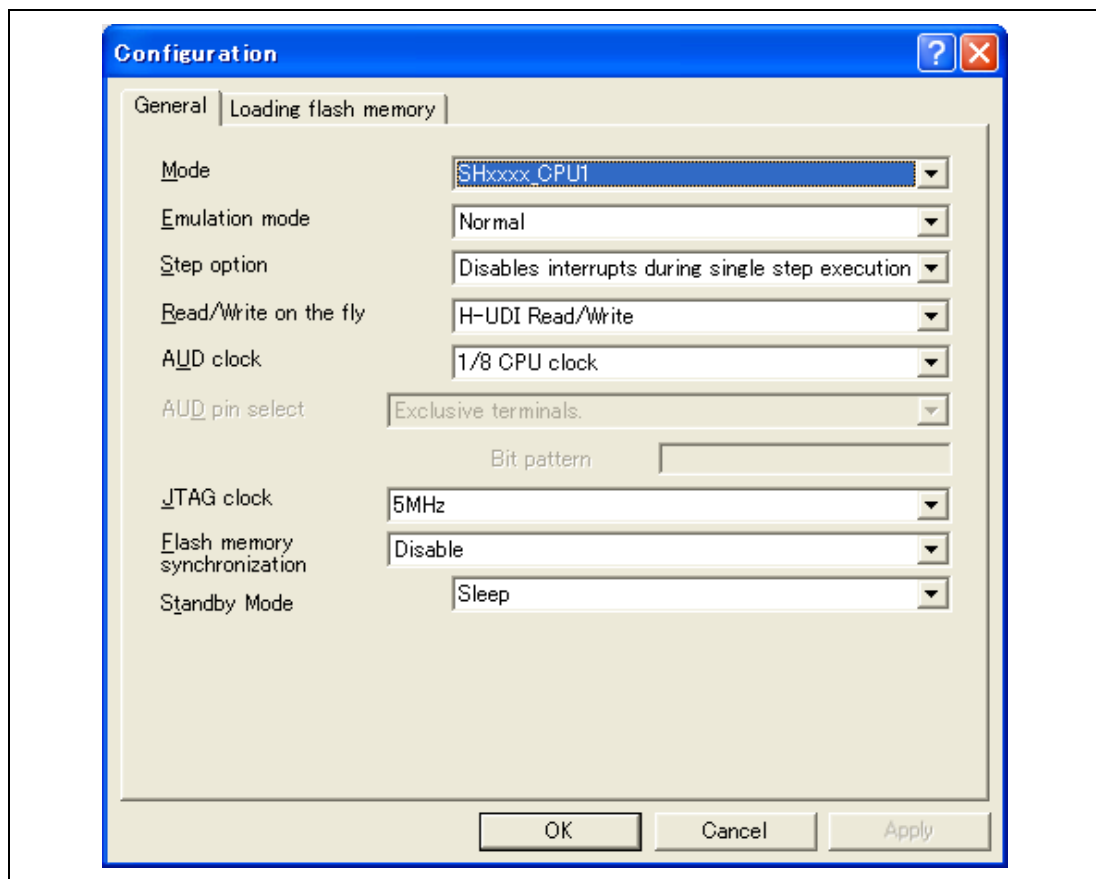 Configuration
General Loading flash memory
Mode SHxxxx_CPU1
Emulation mode Normal
Step option Disables interrupts during single step execution
Read/Write on the fly H-UDI Read/Write
AUD clock 1/8 CPU clock
AUD pin select Exclusive terminals.
Bit pattern
JTAG clock 5MHz
Flash memory Disable
synchronization
Standby Mode Sleep
OK Cancel Apply